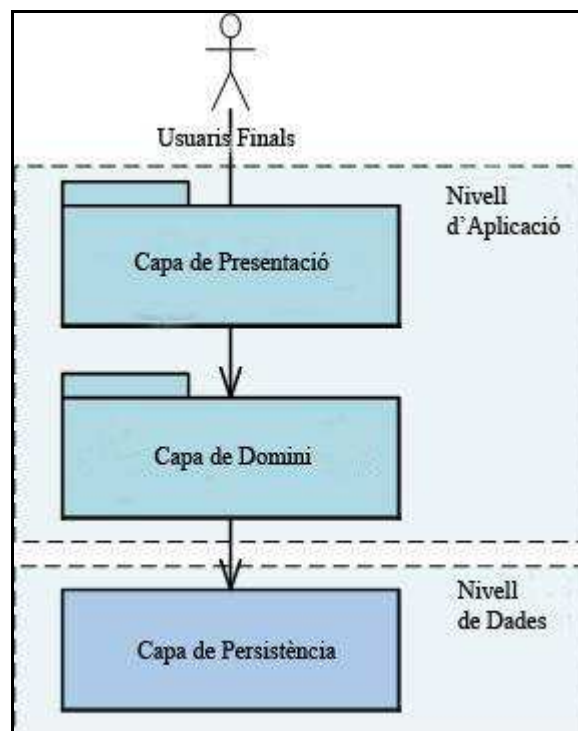 Usuaris Finals
Nivell
d'Aplicació
Capa de Presentació
Capa de Domini
Nivell
de Dades
Capa de Persistència